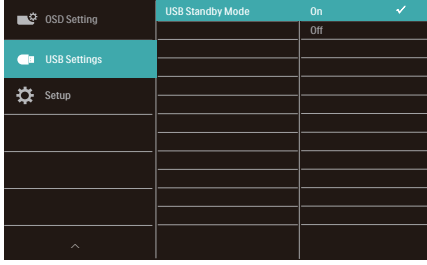 OSD Setting
USB Settings
Setup
USB Standby Mode
On
Off